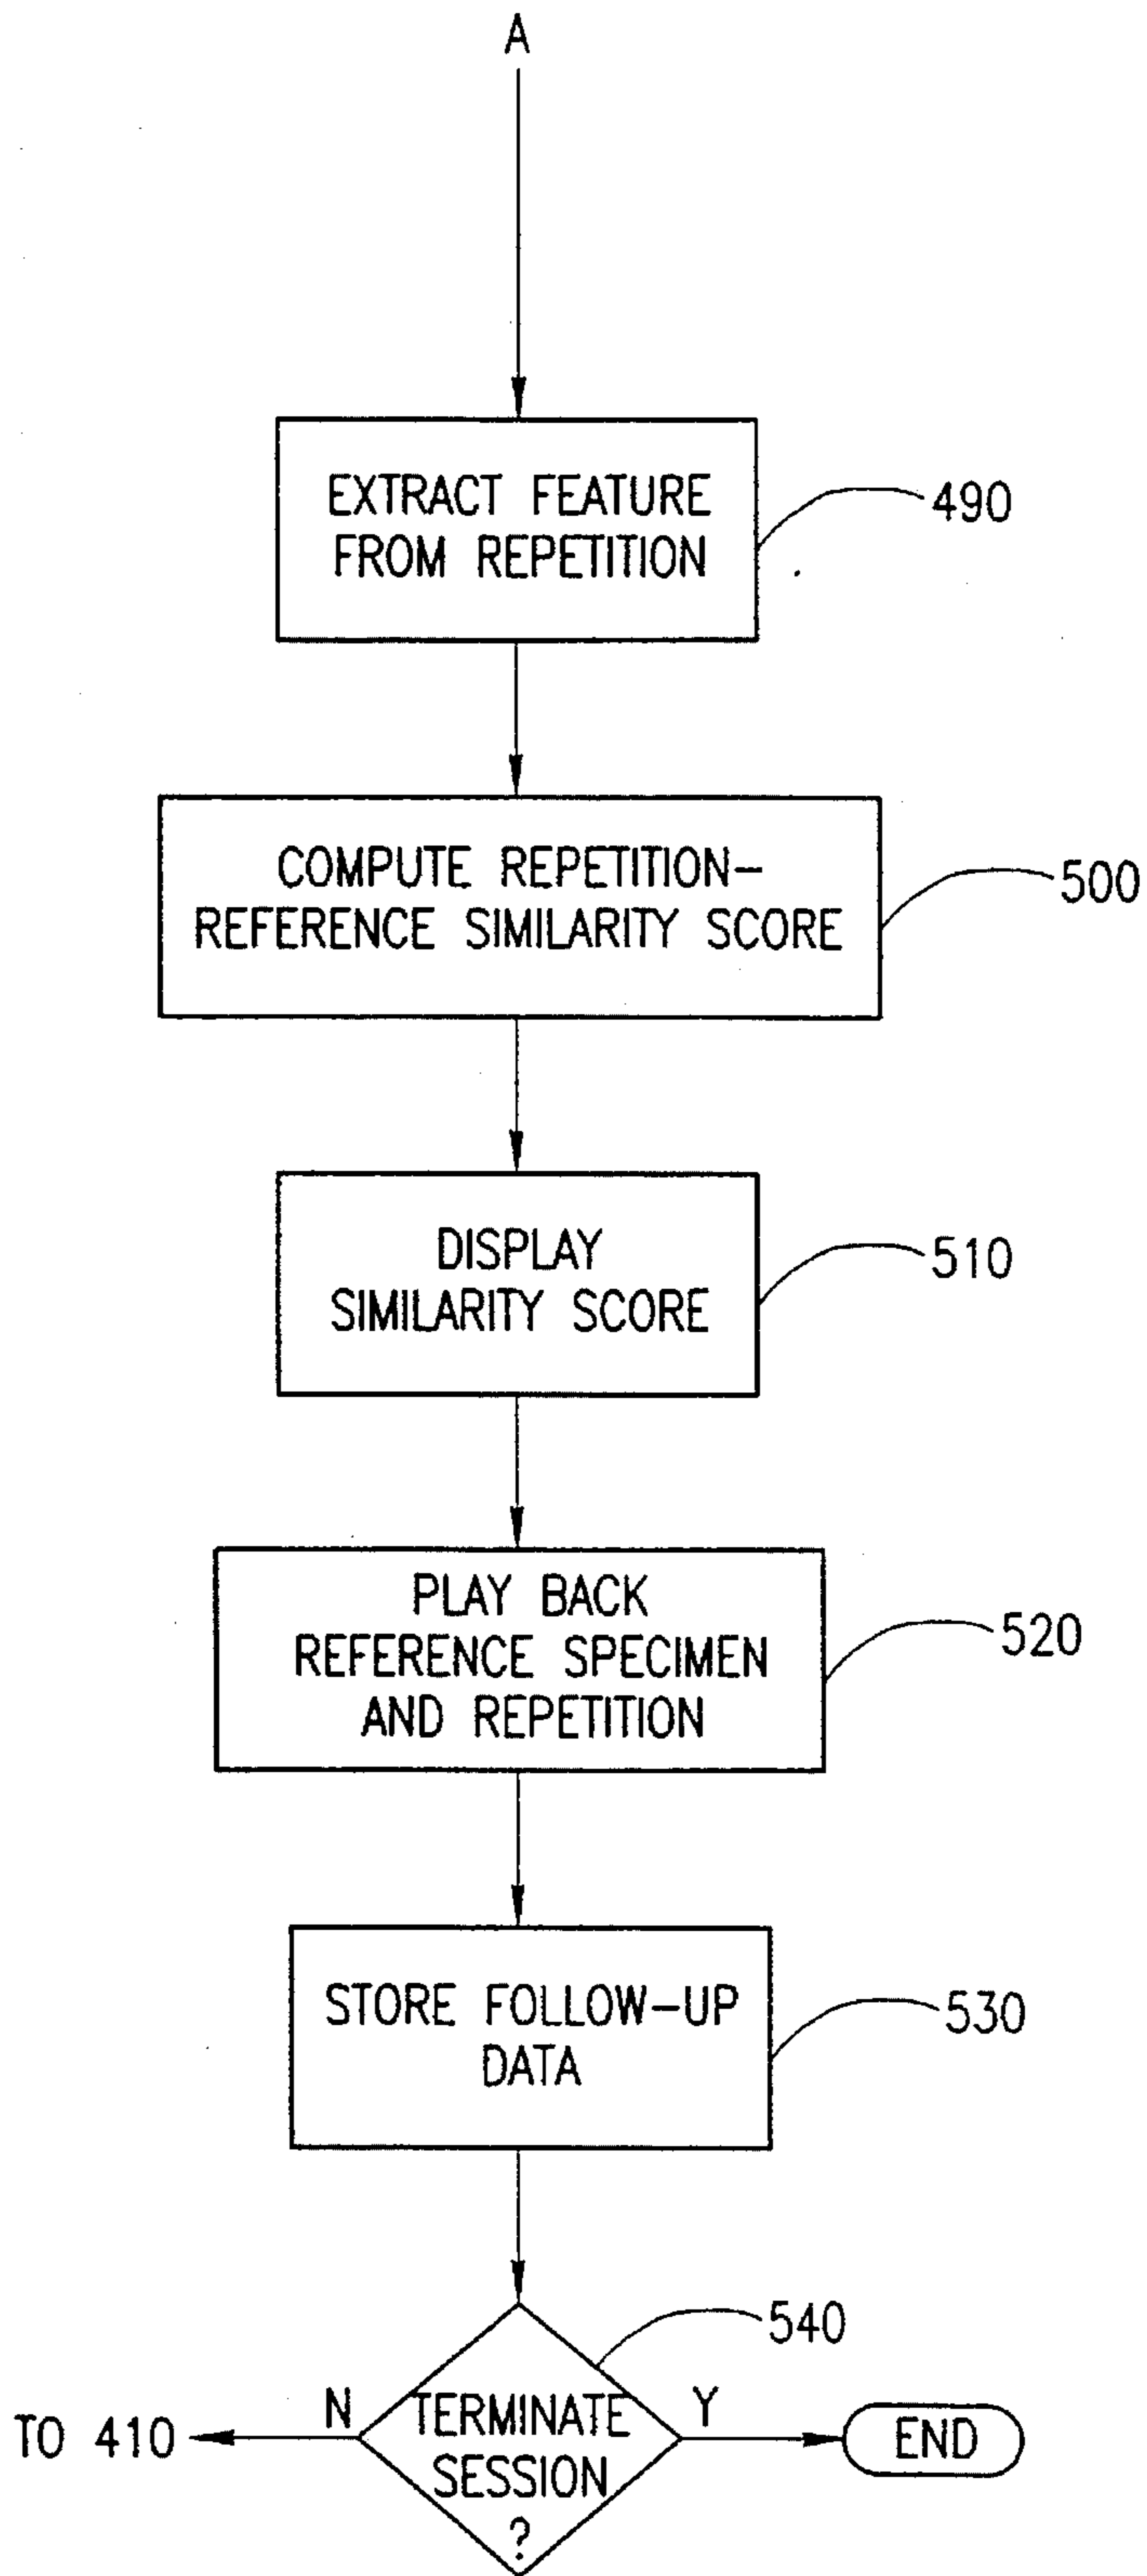 A
EXTRACT FEATURE
FROM REPETITION
490
COMPUTE REPETITION-
REFERENCE SIMILARITY SCORE
500
DISPLAY
SIMILARITY SCORE
510
PLAY BACK
REFERENCE SPECIMEN
AND REPETITION
520
STORE FOLLOW-UP
DATA
530
540
TO 410
N
TERMINATE
SESSION
?
Y
END